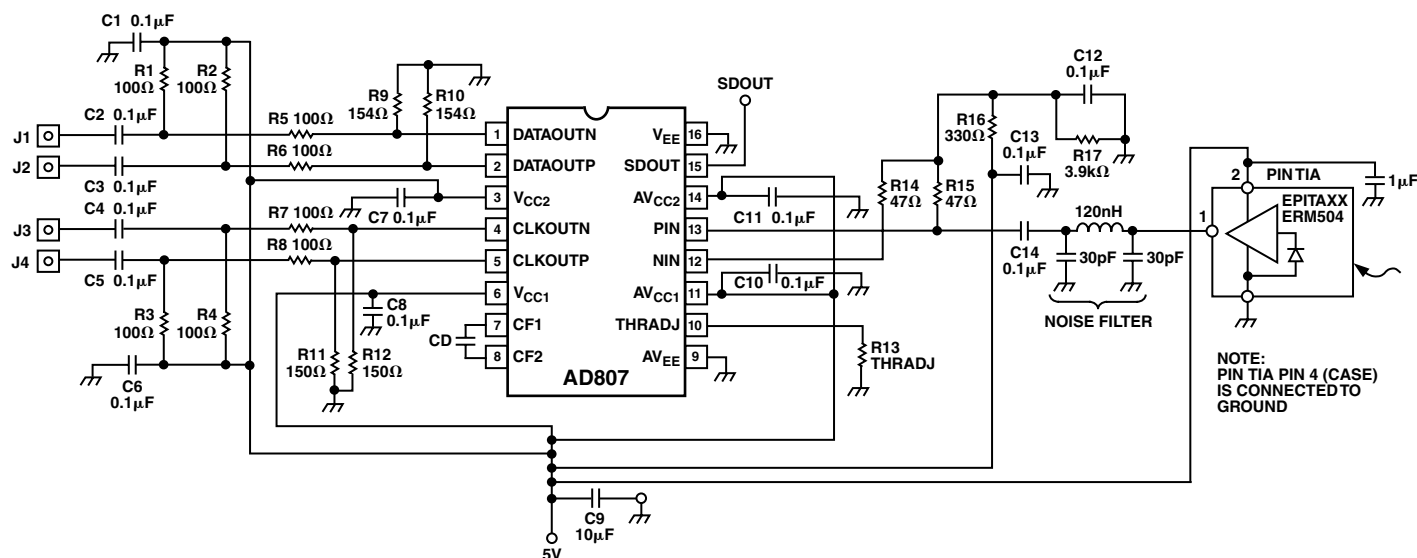 C1 0.1µF
R1
100Ω
R2
100Ω
C2 0.1µF
J1
J2
C3
0.1µF
C4
0.1µF
J3
J4
C5 0.1µF
R3
100Ω
R4
100Ω
C6
0.1µF
R5 100Ω
R6 100Ω
R9
154Ω
R10
154Ω
C7 0.1µF
R7 100Ω
R8 100Ω
C8
0.1µF
CD
R11
150Ω
R12
150Ω
1 DATAOUTN
2 DATAOUTP
3 VCC2
4 CLKOUTN
5 CLKOUTP
6 VCC1
7 CF1
8 CF2
VEE 16
SDOUT 15
AVCC2 14
PIN 13
NIN 12
AVCC1 11
THRADJ 10
AVEE 9
AD807
SDOUT
C11 0.1µF
C10 0.1µF
R13
THRADJ
R14
47Ω
R15
47Ω
R16
330Ω
C12
0.1µF
R17
3.9kΩ
C13
0.1µF
C14
0.1µF
120nH
30pF
30pF
NOISE FILTER
2 PIN TIA
1µF
1
EPITAXX
ERM504
NOTE:
PIN TIA PIN 4 (CASE)
IS CONNECTED TO
GROUND
C9
10µF
5V